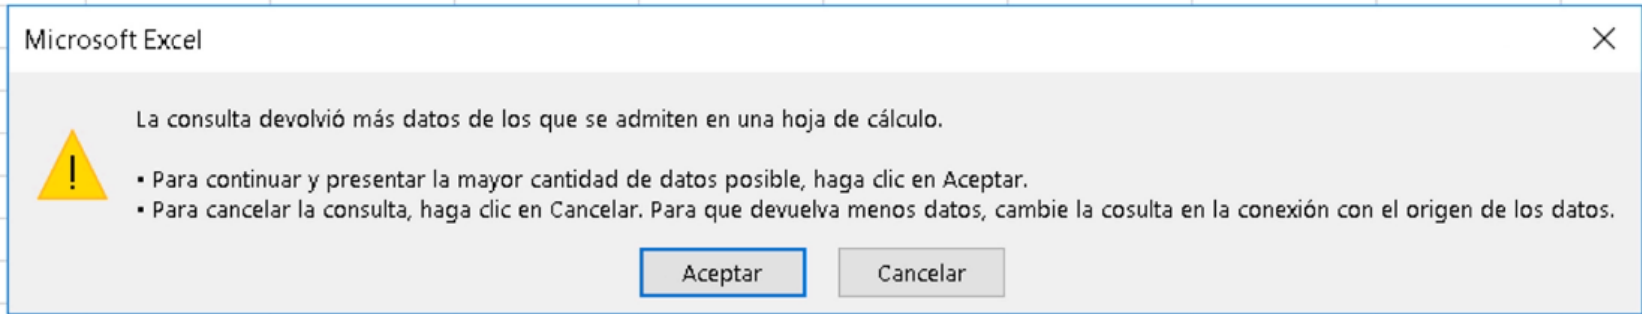 Microsoft Excel
La consulta devolvió más datos de los que se admiten en una hoja de cálculo.
▪ Para continuar y presentar la mayor cantidad de datos posible, haga clic en Aceptar.
▪ Para cancelar la consulta, haga clic en Cancelar. Para que devuelva menos datos, cambie la cosulta en la conexión con el origen de los datos.
Aceptar Cancelar